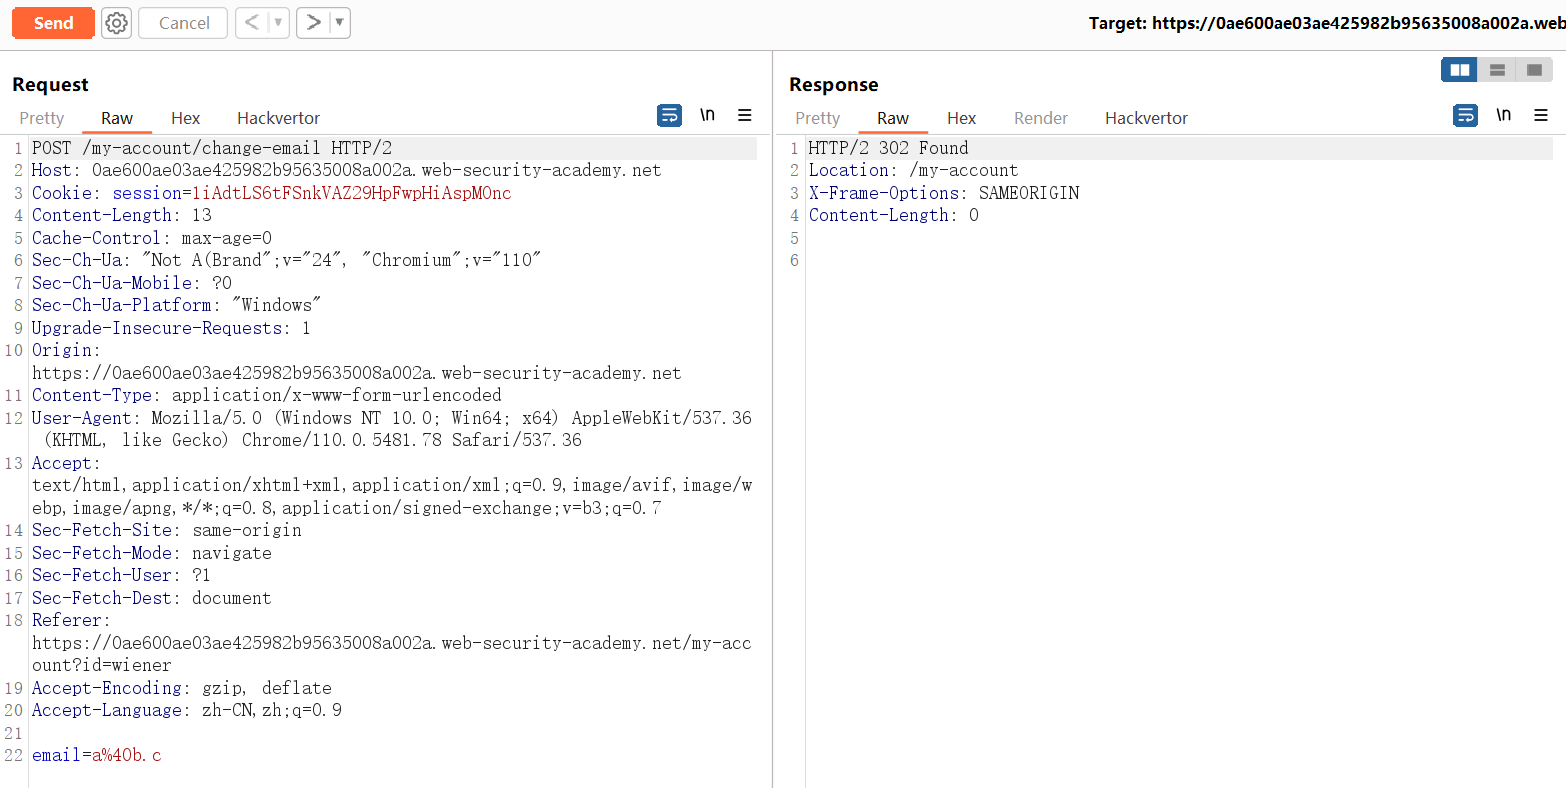 Send
Cancel
Target: https://0ae600ae03ae425982b95635008a002a.web
Request
Pretty Raw Hex Hackvertor \n
1 POST /my-account/change-email HTTP/2
2 Host: 0ae600ae03ae425982b95635008a002a.web-security-academy.net
3 Cookie: session=1iAdtLS6tFSnkVAZ29HpFwpHiAspMOnc
4 Content-Length: 13
5 Cache-Control: max-age=0
6 Sec-Ch-Ua: "Not A(Brand";v="24", "Chromium";v="110"
7 Sec-Ch-Ua-Mobile: ?0
8 Sec-Ch-Ua-Platform: "Windows"
9 Upgrade-Insecure-Requests: 1
10 Origin:
https://0ae600ae03ae425982b95635008a002a.web-security-academy.net
11 Content-Type: application/x-www-form-urlencoded
12 User-Agent: Mozilla/5.0 (Windows NT 10.0; Win64; x64) AppleWebKit/537.36
(KHTML, like Gecko) Chrome/110.0.5481.78 Safari/537.36
13 Accept:
text/html,application/xhtml+xml,application/xml;q=0.9,image/avif,image/w
ebp,image/apng,*/*;q=0.8,application/signed-exchange;v=b3;q=0.7
14 Sec-Fetch-Site: same-origin
15 Sec-Fetch-Mode: navigate
16 Sec-Fetch-User: ?1
17 Sec-Fetch-Dest: document
18 Referer:
https://0ae600ae03ae425982b95635008a002a.web-security-academy.net/my-acc
ount?id=wiener
19 Accept-Encoding: gzip, deflate
20 Accept-Language: zh-CN,zh;q=0.9
21
22 email=a%40b.c
Response
Pretty Raw Hex Render Hackvertor \n
1 HTTP/2 302 Found
2 Location: /my-account
3 X-Frame-Options: SAMEORIGIN
4 Content-Length: 0
5
6